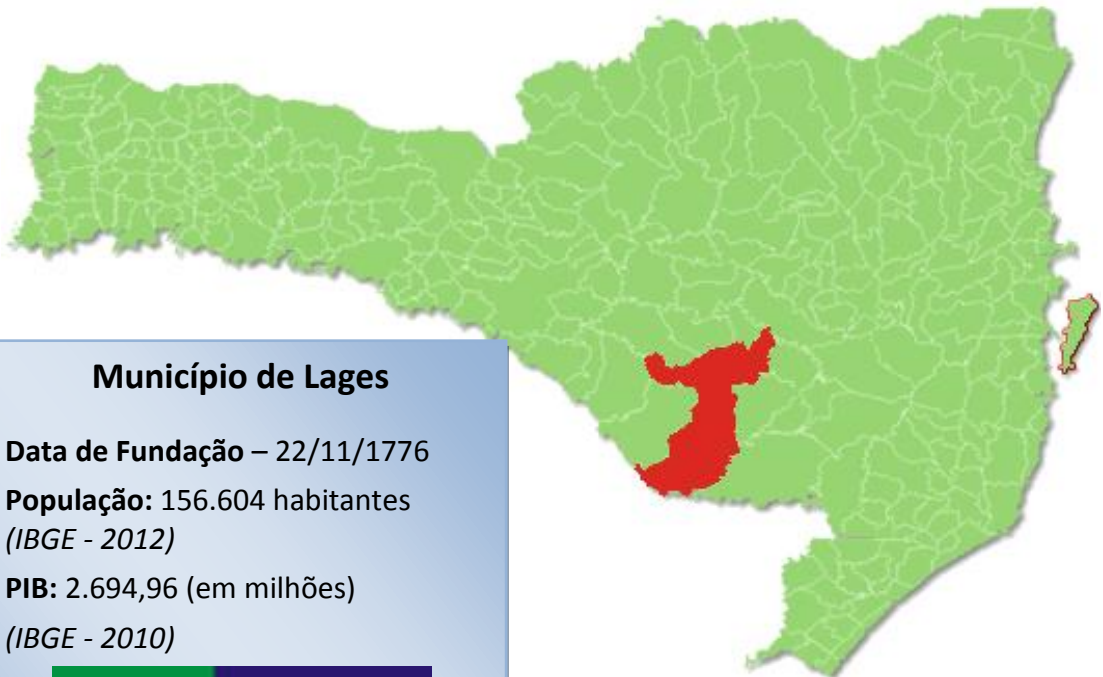 Município de Lages
Data de Fundação – 22/11/1776
População: 156.604 habitantes
(IBGE - 2012)
PIB: 2.694,96 (em milhões)
(IBGE - 2010)